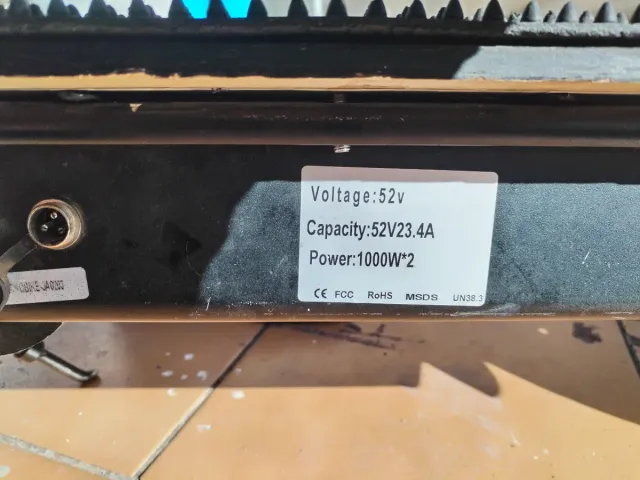 Voltage:52v
Capacity:52V23.4A
Power:1000W*2
CE FCC RoHS MSDS UN38.3